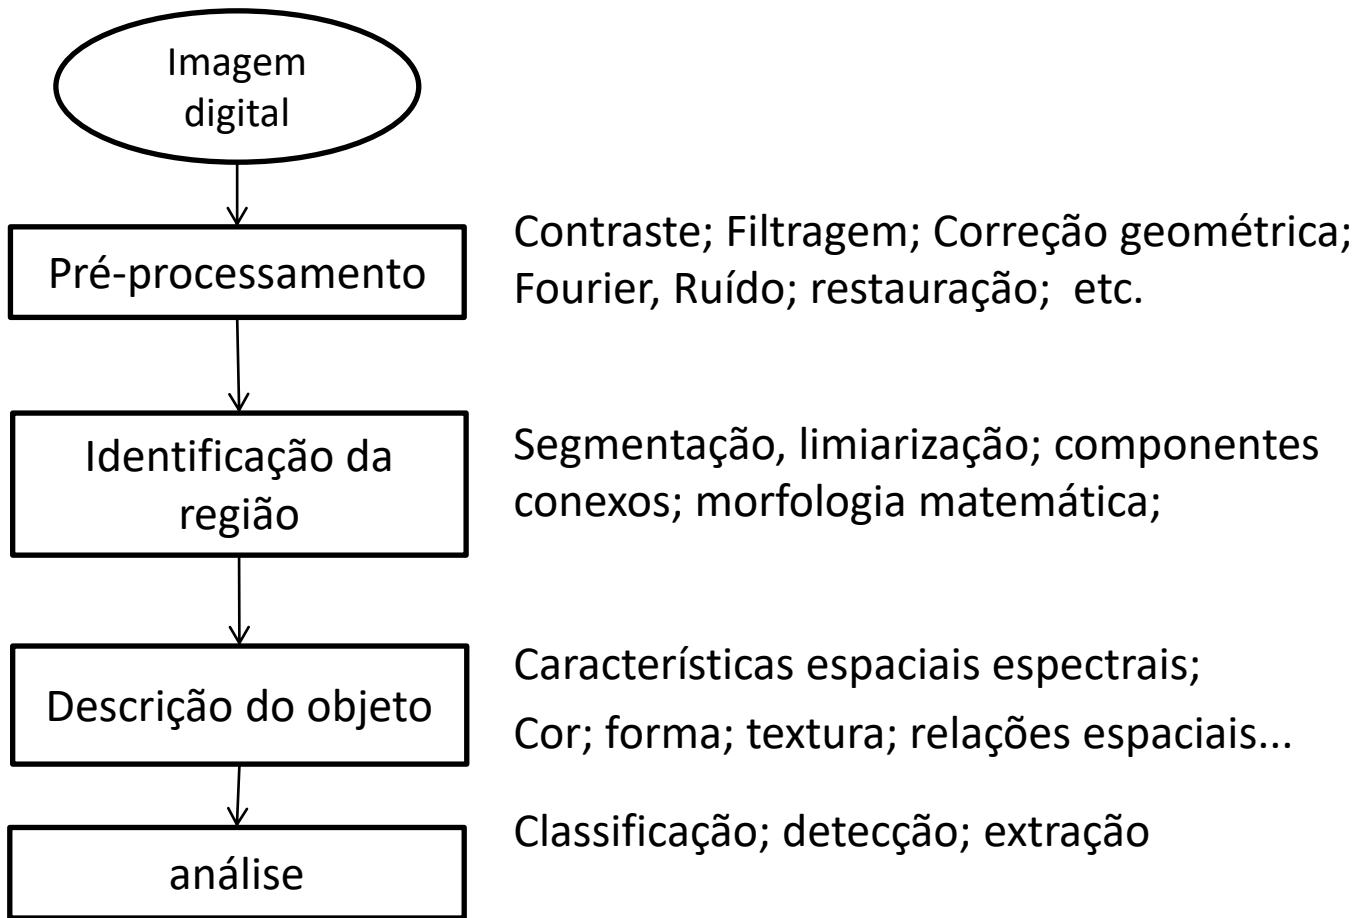 Imagem
digital
Pré-processamento
Contraste; Filtragem; Correção geométrica;
Fourier, Ruído; restauração;  etc.
Identificação da
região
Segmentação, limiarização; componentes
conexos; morfologia matemática;
Descrição do objeto
Características espaciais espectrais;
Cor; forma; textura; relações espaciais...
análise
Classificação; detecção; extração